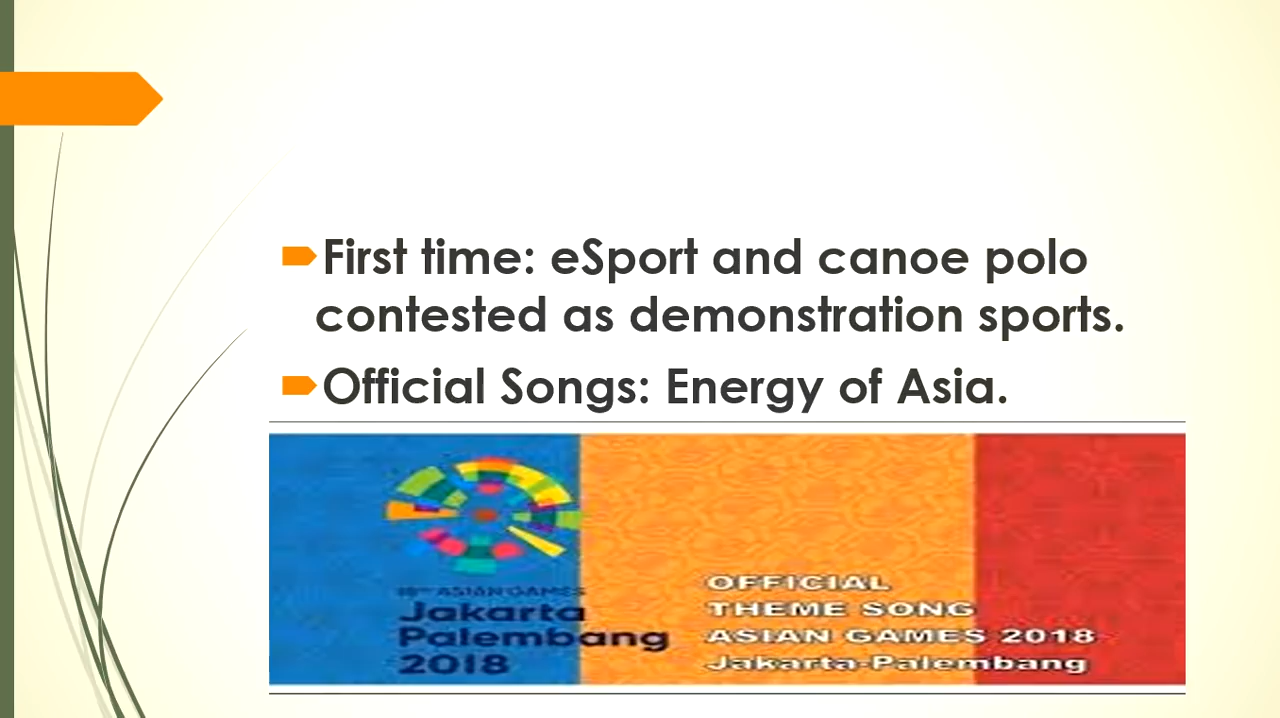 First time: eSport and canoe polo
contested as demonstration sports.
Official Songs: Energy of Asia.
18TH ASIAN GAMES
Jakarta
Palembang
2018
OFFICIAL
THEME SONG
ASIAN GAMES 2018
Jakarta-Palembang